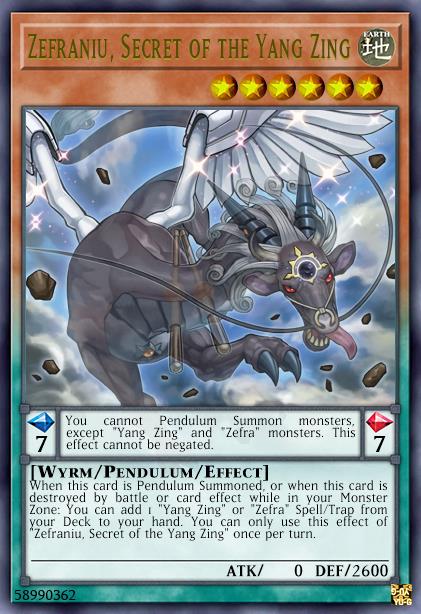 Zefraniu, Secret of the Yang Zing
EARTH
地
You cannot Pendulum Summon monsters,
except "Yang Zing" and "Zefra" monsters. This
effect cannot be negated.
7
7
[Wyrm/Pendulum/Effect]
When this card is Pendulum Summoned, or when this card is
destroyed by battle or card effect while in your Monster
Zone: You can add 1 "Yang Zing" or "Zefra" Spell/Trap from
your Deck to your hand. You can only use this effect of
"Zefraniu, Secret of the Yang Zing" once per turn.
ATK/ 0 DEF/2600
58990362